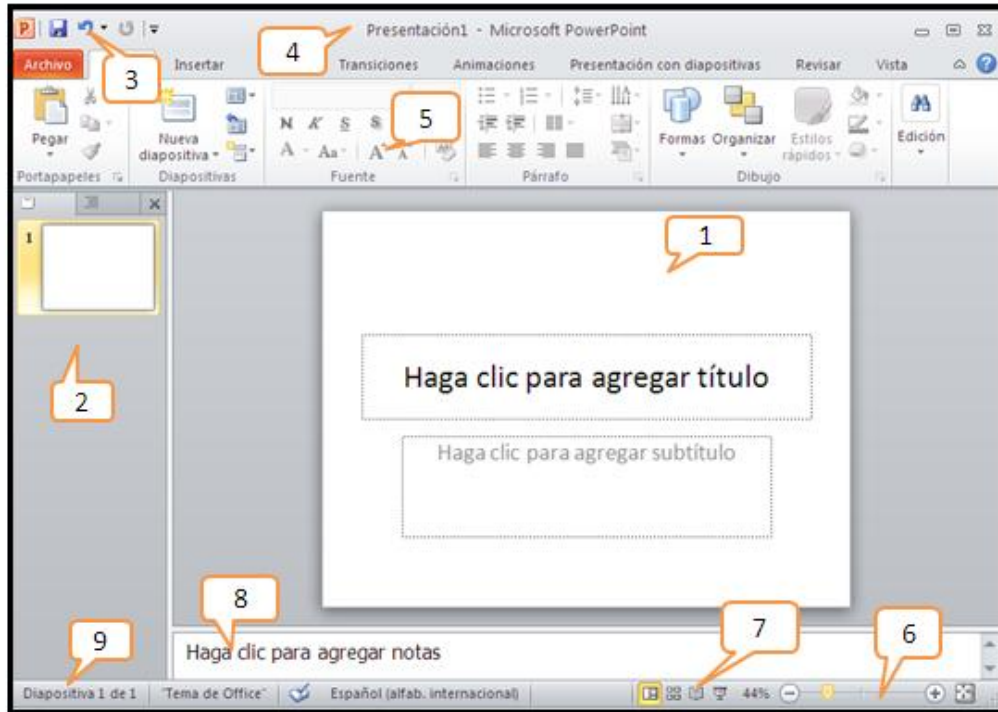 Presentación1 - Microsoft PowerPoint
4
3
Archivo Insertar Transiciones Animaciones Presentación con diapositivas Revisar Vista
5
Pegar
Nueva diapositiva
N K S S
A Aa A A
Formas Organizar Estilos rápidos
Edición
Portapapeles Diapositivas Fuente Párrafo Dibujo
1
1
Haga clic para agregar título
2
Haga clic para agregar subtítulo
8
7
6
9
Haga clic para agregar notas
Diapositiva 1 de 1 "Tema de Office" Español (alfab. internacional) 44%